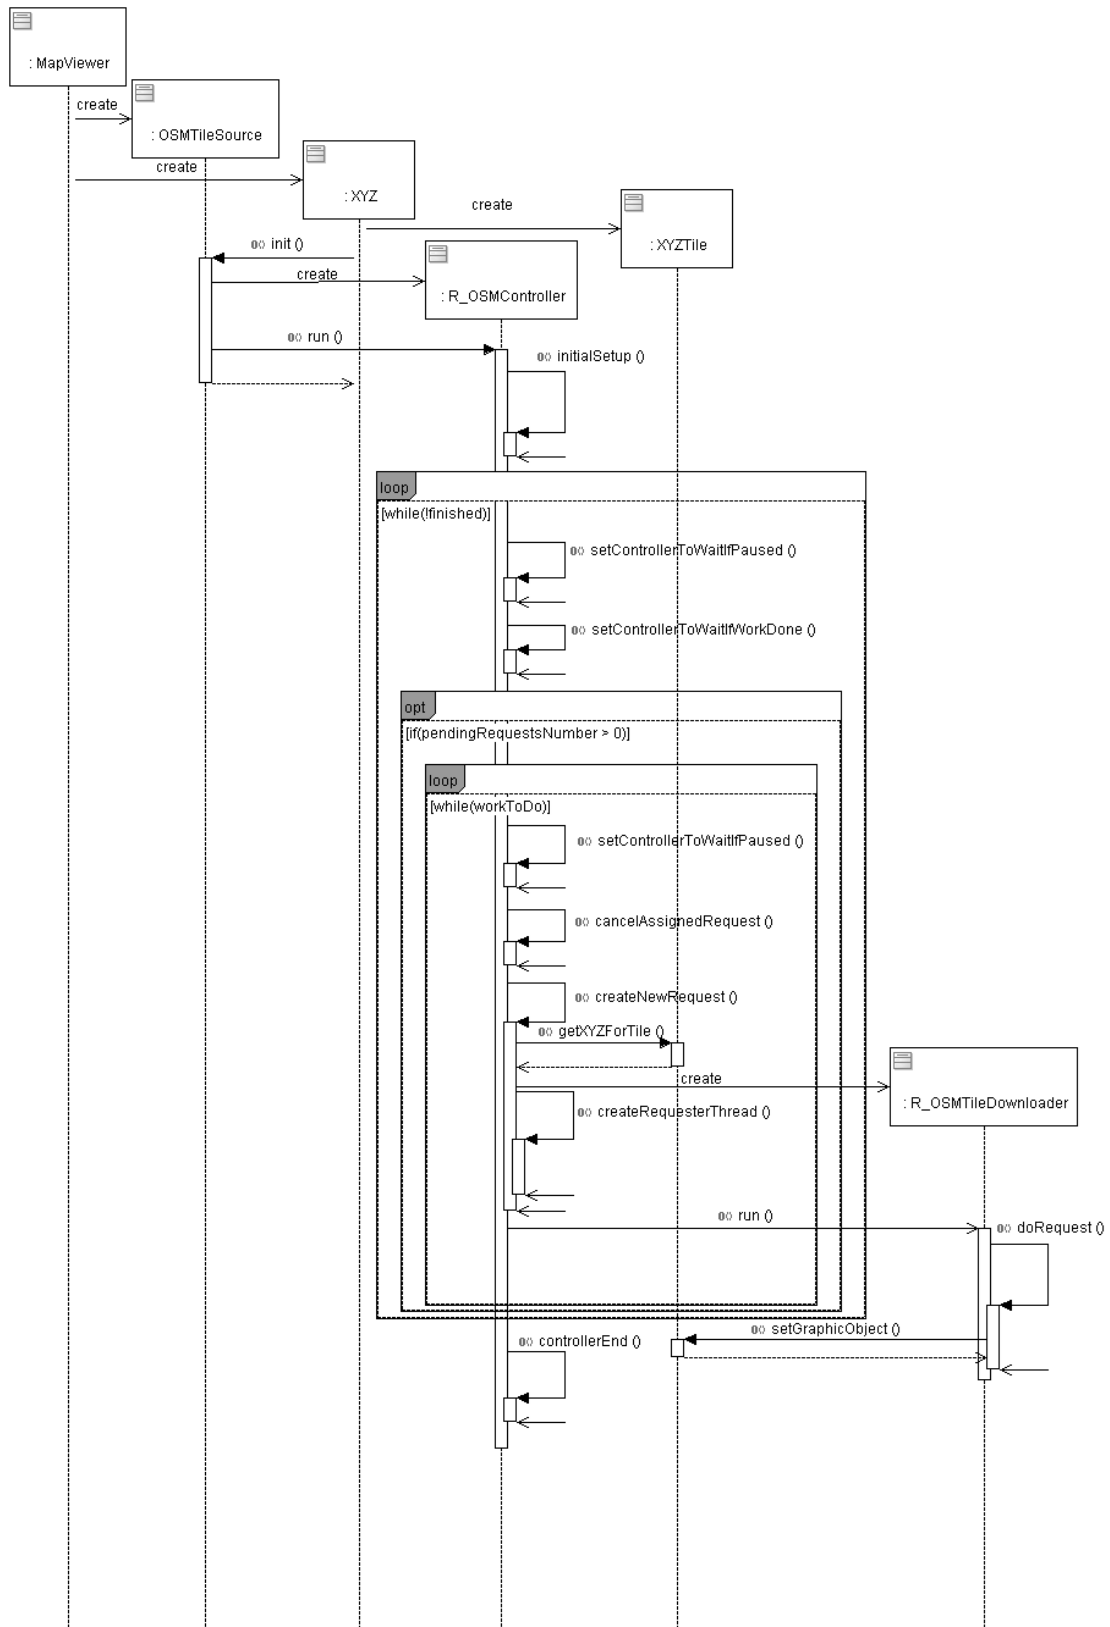 : MapViewer
create
: OSMTileSource
create
: XYZ
create
: XYZTile
init ()
create
: R_OSMController
run ()
initialSetup ()
loop
[while(!finished)]
setControllerToWaitIfPaused ()
setControllerToWaitIfWorkDone ()
opt
[if(pendingRequestsNumber > 0)]
loop
[while(workToDo)]
setControllerToWaitIfPaused ()
cancelAssignedRequest ()
createNewRequest ()
getXYZForTile ()
create
: R_OSMTileDownloader
createRequesterThread ()
run ()
doRequest ()
setGraphicObject ()
controllerEnd ()